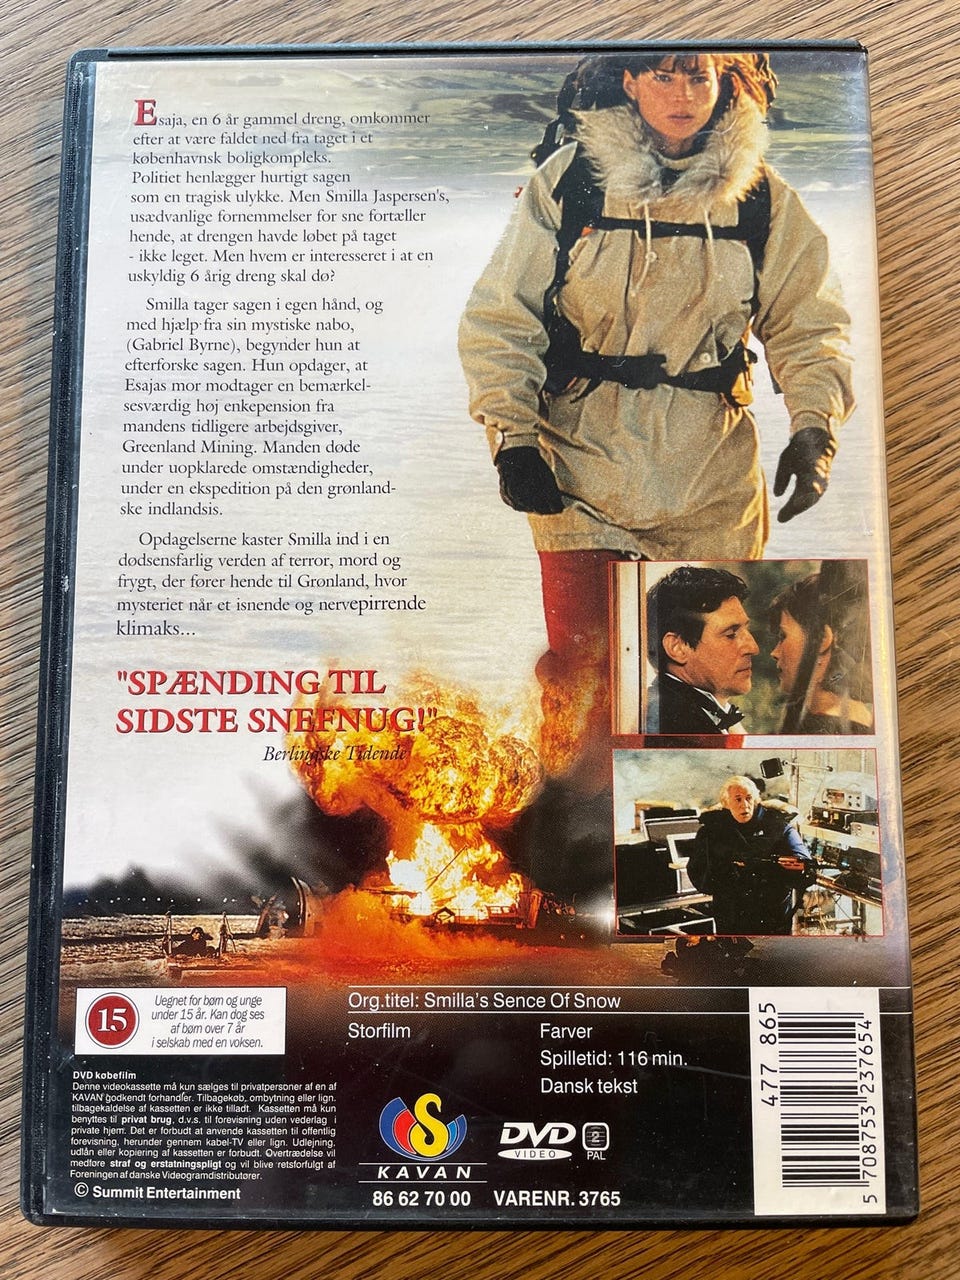 Esaja, en 6 år gammel dreng, omkommer
efter at være faldet ned fra taget i et
københavnsk boligkompleks.
Politiet henlægger hurtigt sagen
som en tragisk ulykke. Men Smilla Jaspersen's,
usædvanlige fornemmelser for sne fortæller
hende, at drengen havde løbet på taget
- ikke leget. Men hvem er interesseret i at en
uskyldig 6 årig dreng skal dø?
Smilla tager sagen i egen hånd, og
med hjælp fra sin mystiske nabo,
(Gabriel Byrne), begynder hun at
efterforske sagen. Hun opdager, at
Esajas mor modtager en bemærkel-
sesværdig høj enkepension fra
mandens tidligere arbejdsgiver,
Greenland Mining. Manden døde
under uopklarede omstændigheder,
under en ekspedition på den grønland-
ske indlandsis.
Opdagelserne kaster Smilla ind i en
dødsensfarlig verden af terror, mord og
frygt, der fører hende til Grønland, hvor
mysteriet når et isnende og nervepirrende
klimaks...
"SPÆNDING TIL
SIDSTE SNEFNUG!"
Berlingske Tidende
15
Uegnet for børn og unge
under 15 år. Kan dog ses
af børn over 7 år
i selskab med en voksen.
Org.titel: Smilla's Sence Of Snow
Storfilm
Farver
Spilletid: 116 min.
Dansk tekst
DVD købefilm
Denne videokassette må kun sælges til privatpersoner af en af
KAVAN godkendt forhandler. Tilbagekøb, ombytning eller lign.
tilbagekaldelse af kassetten er ikke tilladt. Kassetten må kun
benyttes til privat brug, d.v.s. til forevisning uden vederlag i
private hjem. Det er forbudt at anvende kassetten til offentlig
forevisning, herunder gennem kabel-TV eller lign. Udlejning,
udlån eller kopiering af kassetten er forbudt. Overtrædelse vil
medføre straf og erstatningspligt og vil blive retsforfulgt af
Foreningen af danske Videogramdistributører.
© Summit Entertainment
S
KAVAN
86 62 70 00
DVD
VIDEO
2
PAL
VARENR. 3765
477 865
5 708753 237654